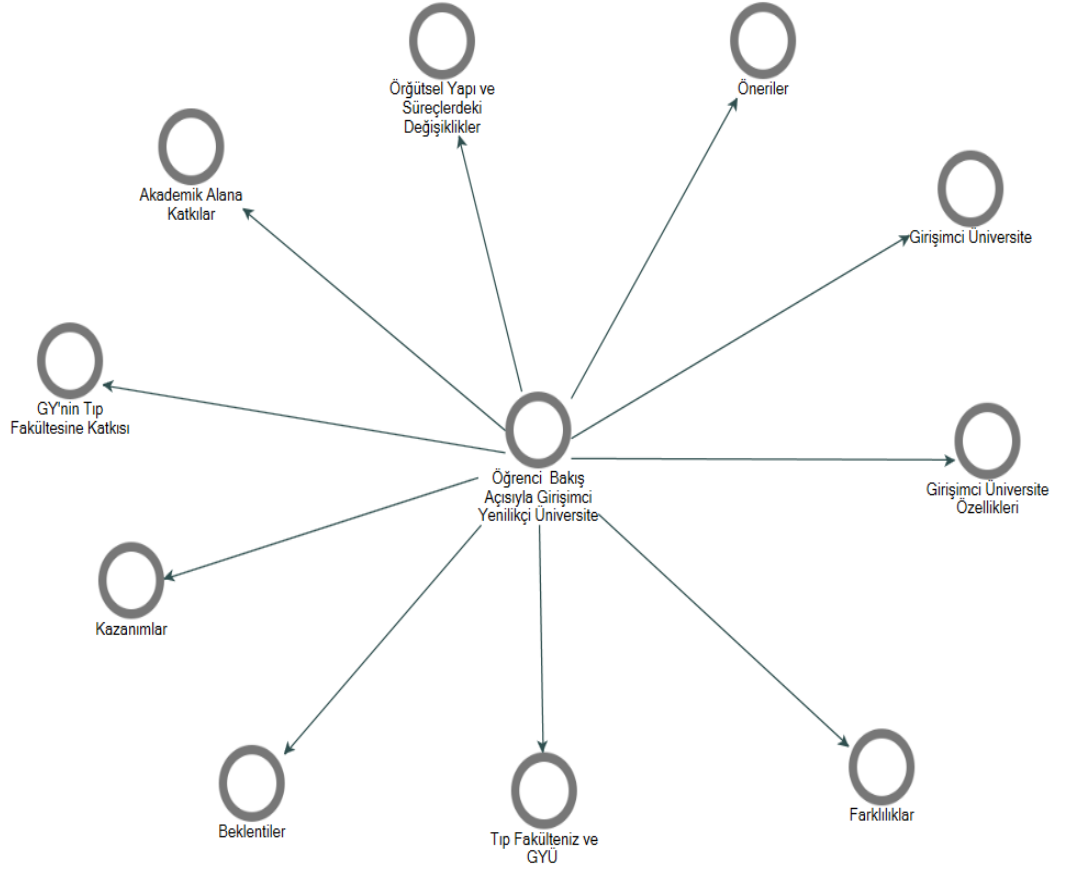 Örğütsel Yapı ve
Süreçlerdeki
Değişiklikler
Öneriler
Akademik Alana
Katkılar
Girişimci Üniversite
GY'nin Tıp
Fakültesine Katkısı
Öğrenci Bakış
Açısıyla Girişimci
Yenilikçi Üniversite
Girişimci Üniversite
Özellikleri
Kazanımlar
Beklentiler
Tıp Fakülteniz ve
GYÜ
Farklılıklar